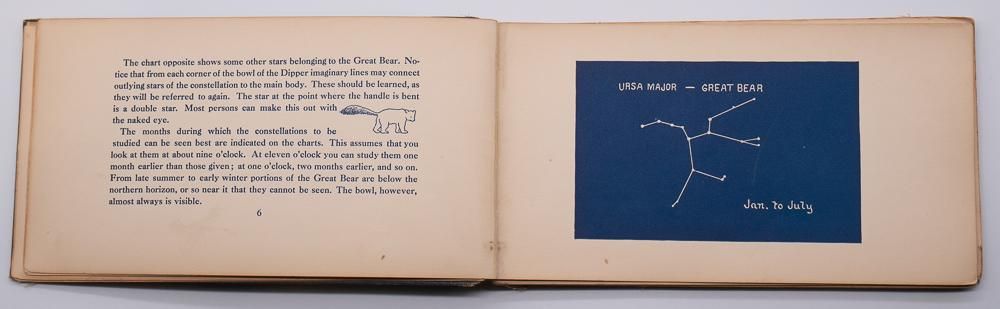 The chart opposite shows some other stars belonging to the Great Bear. No-
tice that from each corner of the bowl of the Dipper imaginary lines may connect
outlying stars of the constellation to the main body. These should be learned, as
they will be referred to again. The star at the point where the handle is bent
is a double star. Most persons can make this out with
the naked eye.
The months during which the constellations to be
studied can be seen best are indicated on the charts. This assumes that you
look at them at about nine o'clock. At eleven o'clock you can study them one
month earlier than those given; at one o'clock, two months earlier, and so on.
From late summer to early winter portions of the Great Bear are below the
northern horizon, or so near it that they cannot be seen. The bowl, however,
almost always is visible.
6
URSA MAJOR — GREAT BEAR
Jan. to July